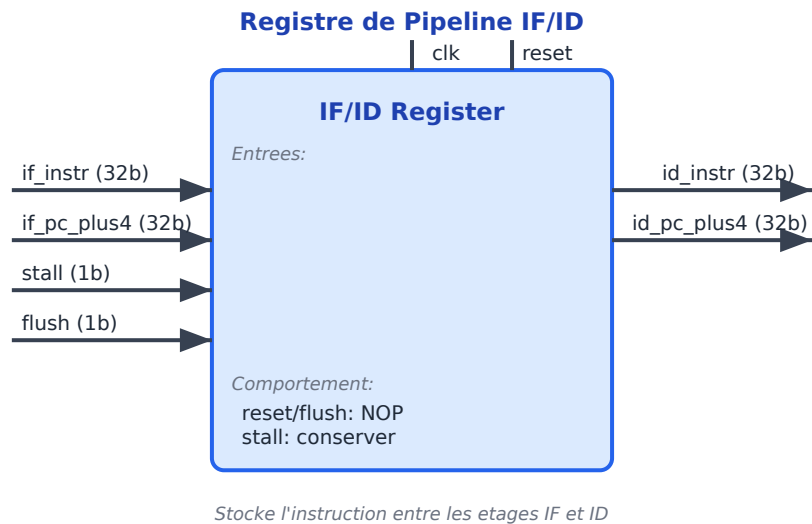 Registre de Pipeline IF/ID
clk
reset
IF/ID Register
Entrees:
if_instr (32b)
id_instr (32b)
if_pc_plus4 (32b)
id_pc_plus4 (32b)
stall (1b)
flush (1b)
Comportement:
reset/flush: NOP
stall: conserver
Stocke l'instruction entre les etages IF et ID